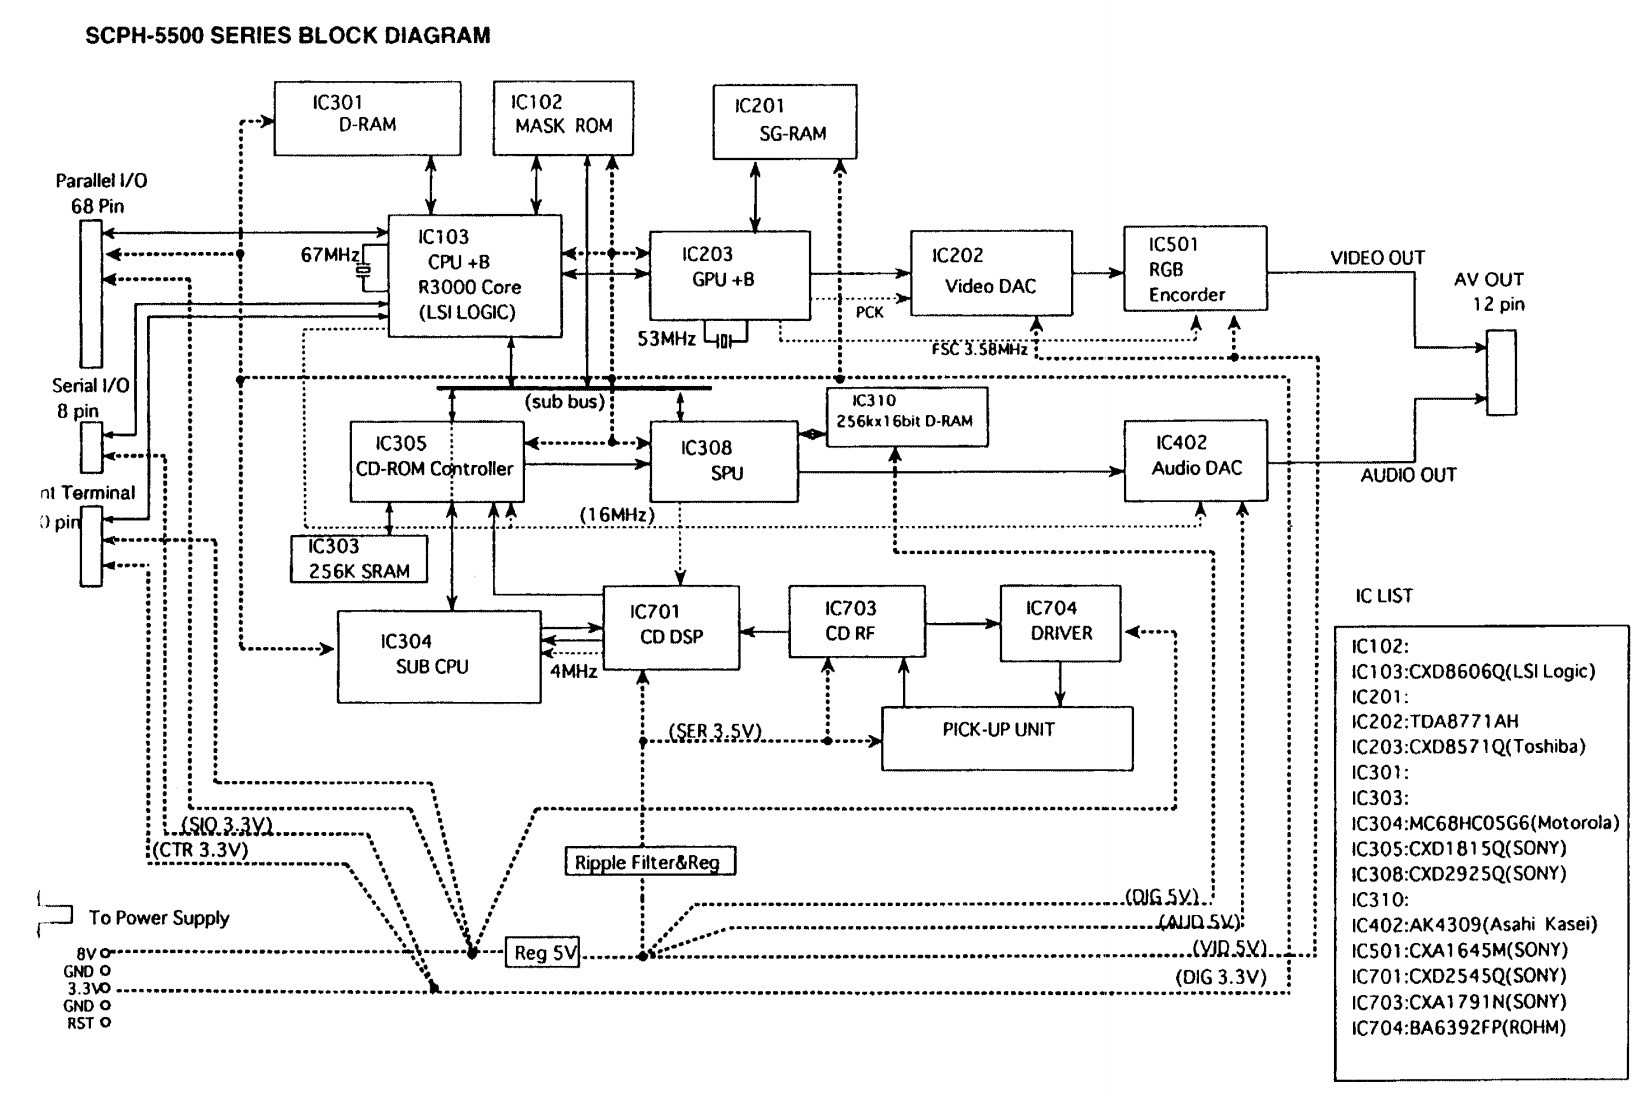 SCPH-5500 SERIES BLOCK DIAGRAM
IC301
D-RAM
IC102
MASK ROM
IC201
SG-RAM
Parallel I/O
68 Pin
67MHz
IC103
CPU +B
R3000 Core
(LSI LOGIC)
IC203
GPU +B
53MHz
IC202
Video DAC
PCK
FSC 3.58MHz
IC501
RGB
Encorder
VIDEO OUT
AV OUT
12 pin
Serial I/O
8 pin
(sub bus)
IC310
256kx16bit D-RAM
IC305
CD-ROM Controller
IC308
SPU
IC402
Audio DAC
AUDIO OUT
nt Terminal
0 pin
(16MHz)
IC303
256K SRAM
IC304
SUB CPU
4MHz
IC701
CD DSP
IC703
CD RF
IC704
DRIVER
(SER 3.5V)
PICK-UP UNIT
(SIO 3.3V)
(CTR 3.3V)
Ripple Filter&Reg
To Power Supply
(DIG 5V)
(AUD 5V)
(VID 5V)
(DIG 3.3V)
8V
Reg 5V
GND
3.3V
GND
RST
IC LIST
IC102:
IC103:CXD8606Q(LSI Logic)
IC201:
IC202:TDA8771AH
IC203:CXD8571Q(Toshiba)
IC301:
IC303:
IC304:MC68HC05G6(Motorola)
IC305:CXD1815Q(SONY)
IC308:CXD2925Q(SONY)
IC310:
IC402:AK4309(Asahi Kasei)
IC501:CXA1645M(SONY)
IC701:CXD2545Q(SONY)
IC703:CXA1791N(SONY)
IC704:BA6392FP(ROHM)